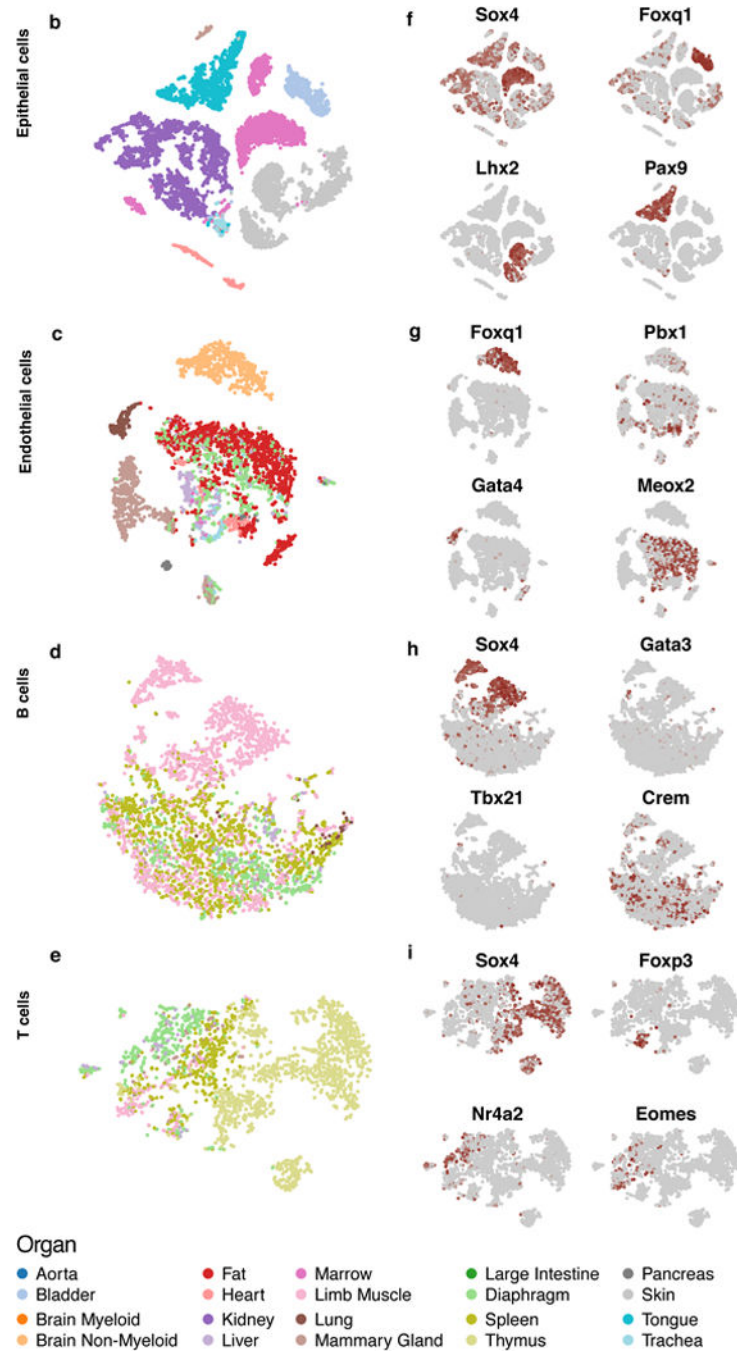 b
f
Sox4 Foxq1
Epithelial cells
Lhx2 Pax9
c
g
Foxq1 Pbx1
Endothelial cells
Gata4 Meox2
d
h
Sox4 Gata3
B cells
Tbx21 Crem
e
i
Sox4 Foxp3
T cells
Nr4a2 Eomes
Organ
Aorta Fat Marrow Large Intestine Pancreas
Bladder Heart Limb Muscle Diaphragm Skin
Brain Myeloid Kidney Lung Spleen Tongue
Brain Non-Myeloid Liver Mammary Gland Thymus Trachea